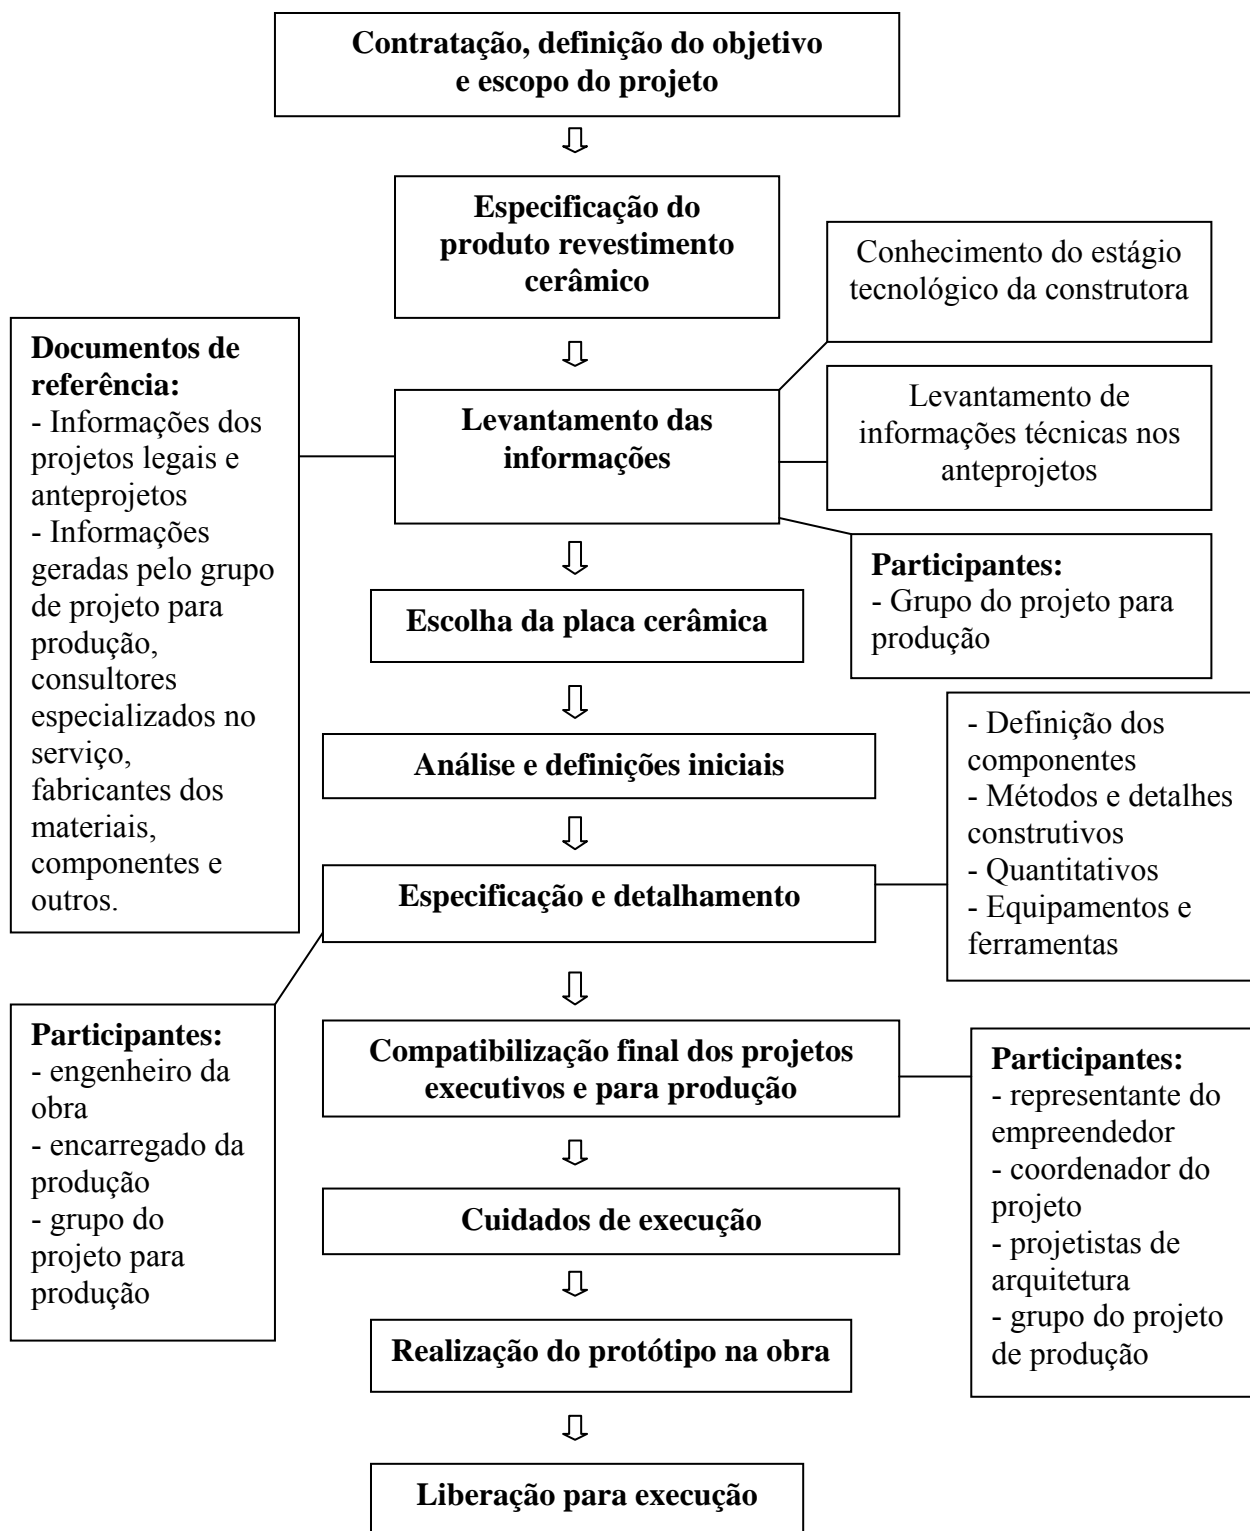 Contratação, definição do objetivo
e escopo do projeto
Especificação do
produto revestimento
cerâmico
Conhecimento do estágio
tecnológico da construtora
Documentos de
referência:
- Informações dos
projetos legais e
anteprojetos
- Informações
geradas pelo grupo
de projeto para
produção,
consultores
especializados no
serviço,
fabricantes dos
materiais,
componentes e
outros.
Levantamento das
informações
Levantamento de
informações técnicas nos
anteprojetos
Participantes:
- Grupo do projeto para
produção
Escolha da placa cerâmica
Análise e definições iniciais
- Definição dos
componentes
- Métodos e detalhes
construtivos
- Quantitativos
- Equipamentos e
ferramentas
Especificação e detalhamento
Participantes:
- engenheiro da
obra
- encarregado da
produção
- grupo do
projeto para
produção
Compatibilização final dos projetos
executivos e para produção
Participantes:
- representante do
empreendedor
- coordenador do
projeto
- projetistas de
arquitetura
- grupo do projeto
de produção
Cuidados de execução
Realização do protótipo na obra
Liberação para execução